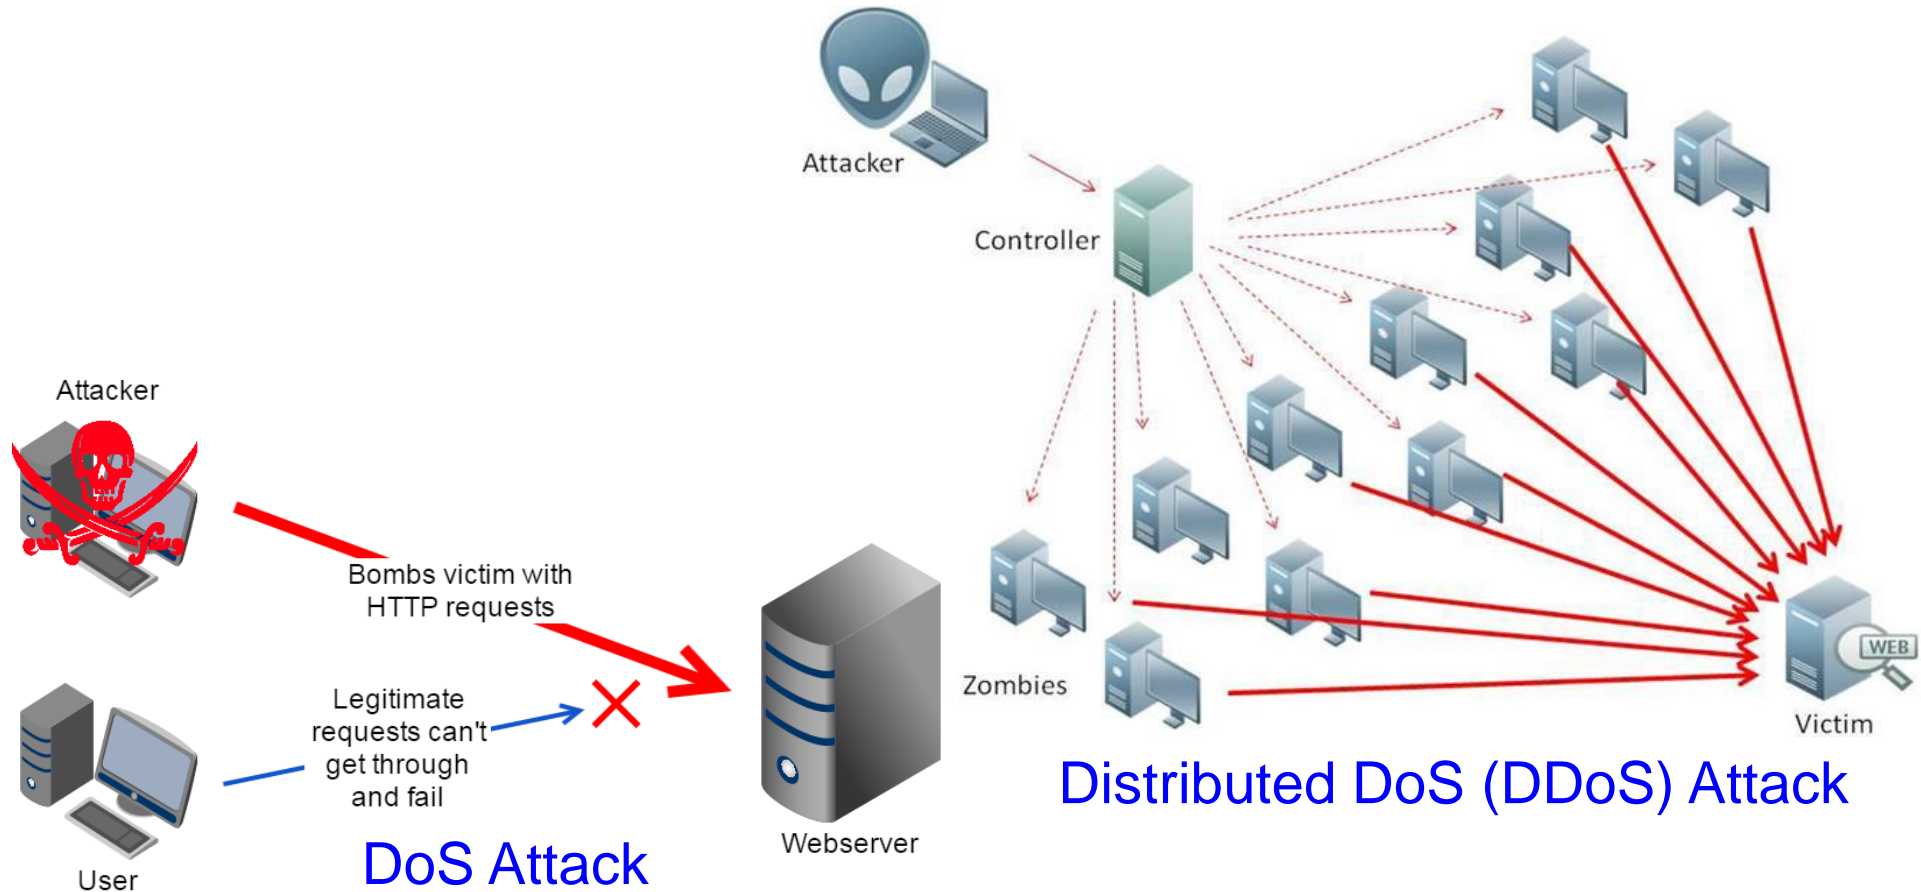 Attacker
Bombs victim with
HTTP requests
Legitimate
requests can't
get through
and fail
User
Webserver
DoS Attack
Attacker
Controller
Zombies
WEB
Victim
Distributed DoS (DDoS) Attack